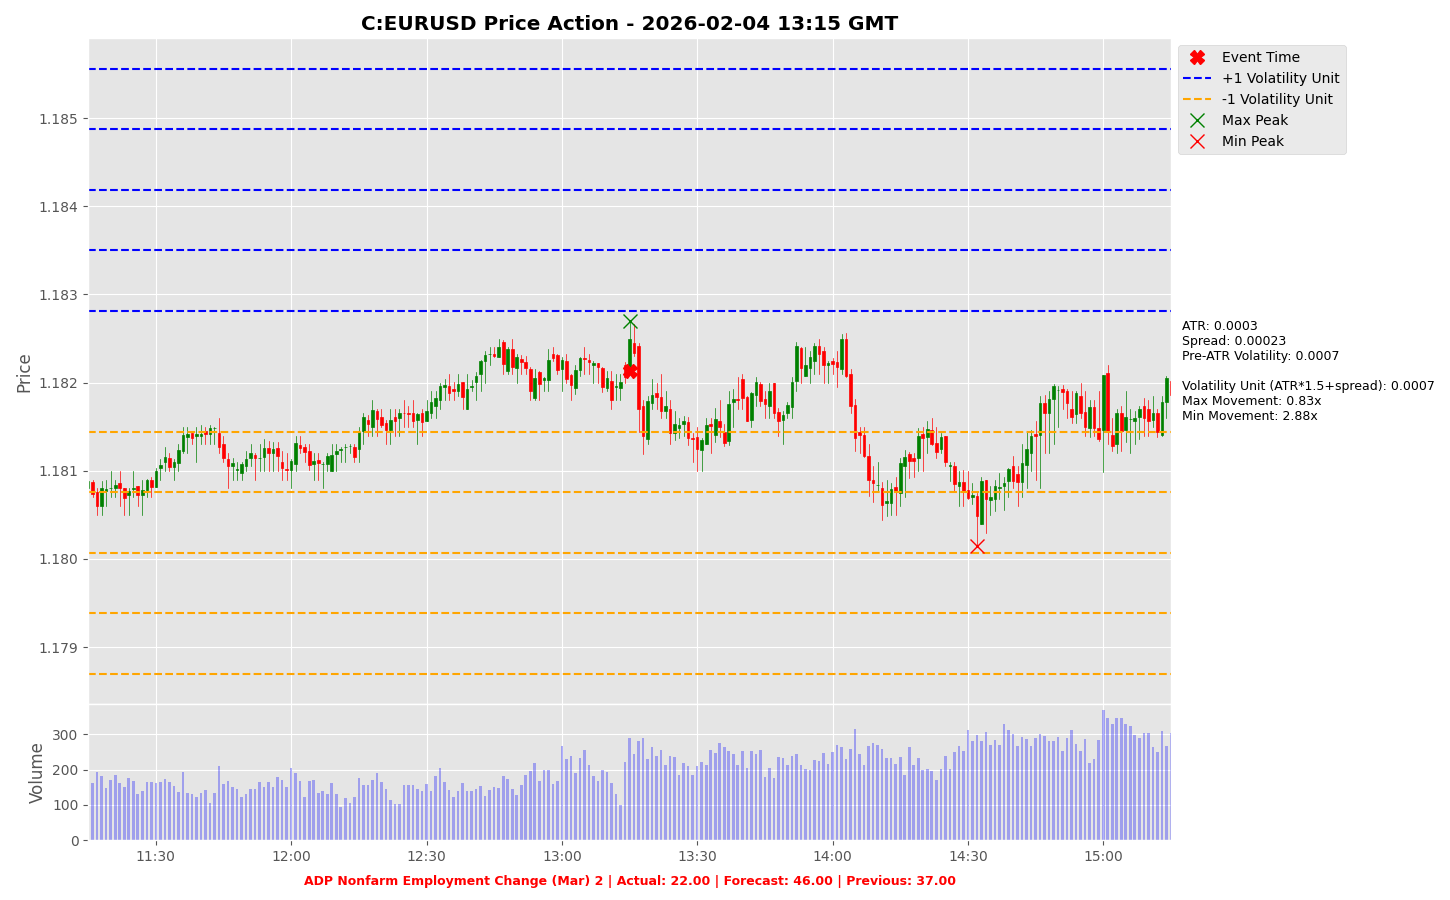 C:EURUSD Price Action - 2026-02-04 13:15 GMT
Event Time
+1 Volatility Unit
-1 Volatility Unit
Max Peak
Min Peak
Price
1.185
1.184
1.183
1.182
1.181
1.180
1.179
ATR: 0.0003
Spread: 0.00023
Pre-ATR Volatility: 0.0007
Volatility Unit (ATR*1.5+spread): 0.0007
Max Movement: 0.83x
Min Movement: 2.88x
Volume
300
200
100
0
11:30 12:00 12:30 13:00 13:30 14:00 14:30 15:00
ADP Nonfarm Employment Change (Mar) 2 | Actual: 22.00 | Forecast: 46.00 | Previous: 37.00